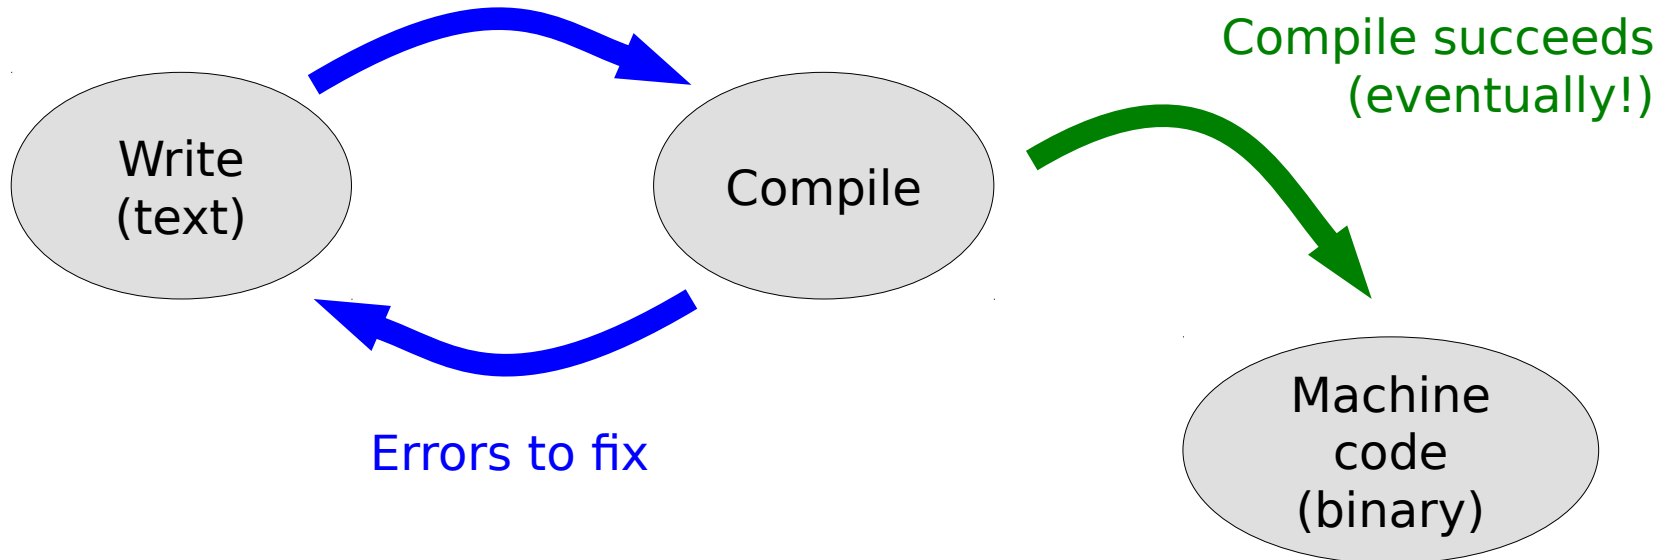 Compile succeeds
(eventually!)
Write
(text)
Compile
Errors to fix
Machine
code
(binary)